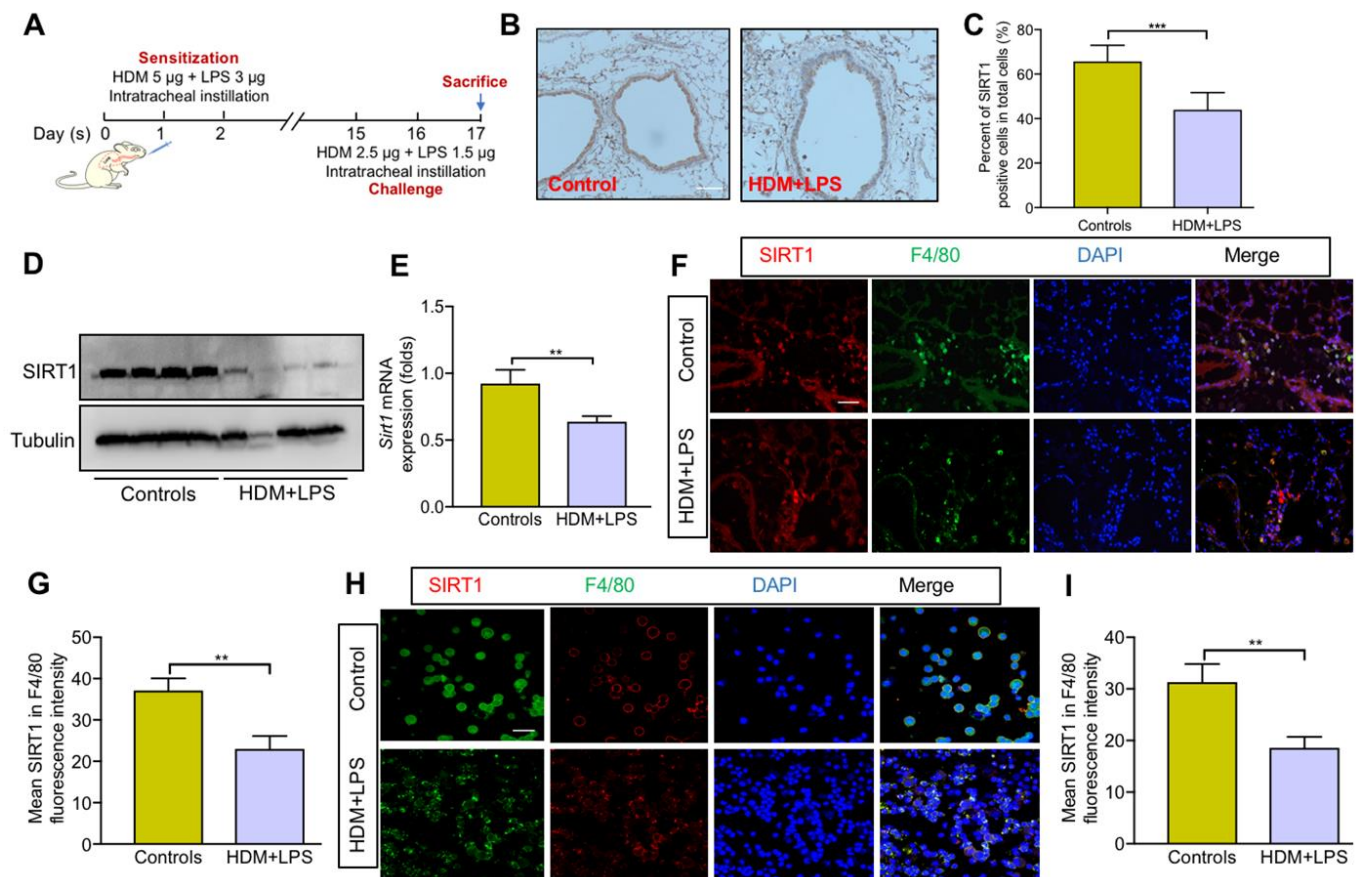 A
Sensitization
HDM 5 µg + LPS 3 µg
Intratracheal instillation
Sacrifice
Day (s) 0 1 2 15 16 17
HDM 2.5 µg + LPS 1.5 µg
Intratracheal instillation
Challenge
B
Control
HDM+LPS
C
Percent of SIRT1
positive cells in total cells (%)
80
60
40
20
0
***
Controls
HDM+LPS
D
SIRT1
Tubulin
Controls
HDM+LPS
E
Sirt1 mRNA
expression (folds)
1.5
1.0
0.5
0.0
**
Controls
HDM+LPS
F
SIRT1 F4/80 DAPI Merge
Control
HDM+LPS
G
Mean SIRT1 in F4/80
fluorescence intensity
50
40
30
20
10
0
**
Controls
HDM+LPS
H
SIRT1 F4/80 DAPI Merge
Control
HDM+LPS
I
Mean SIRT1 in F4/80
fluorescence intensity
40
30
20
10
0
**
Controls
HDM+LPS